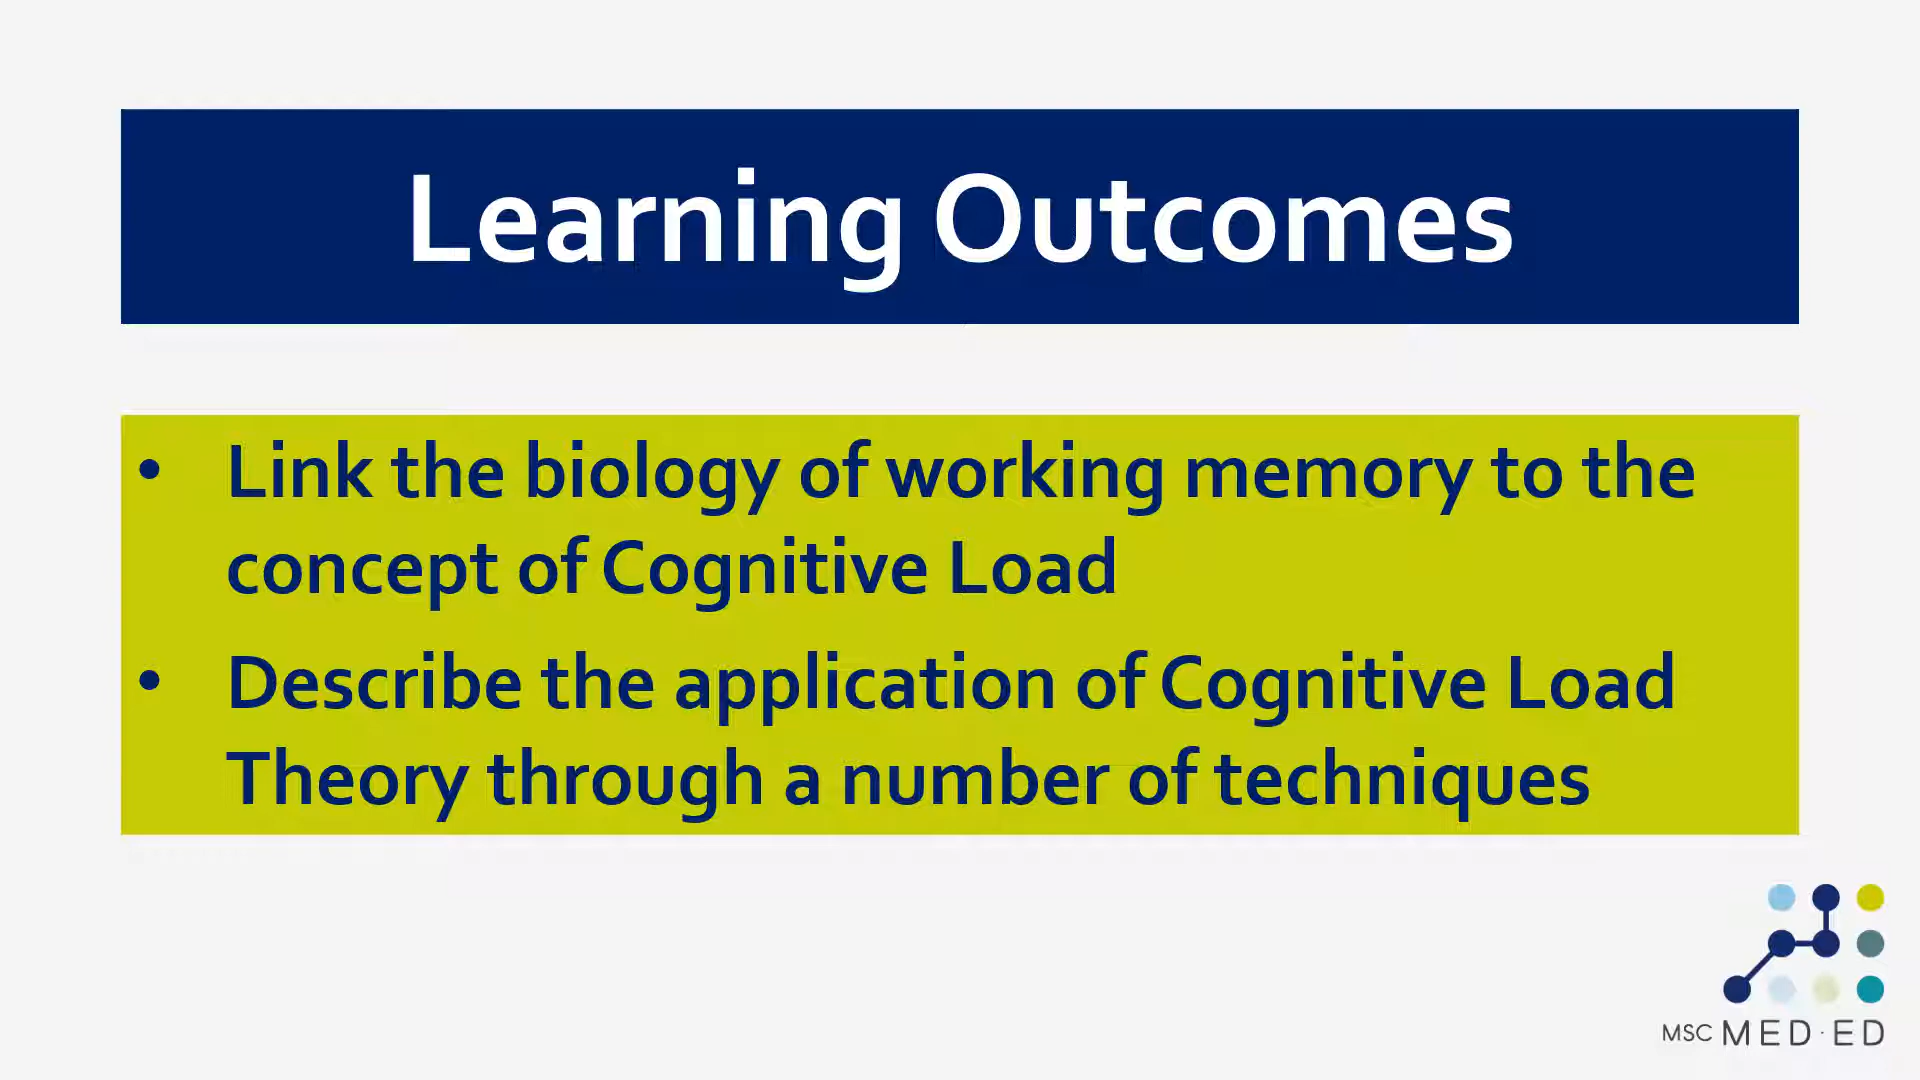 Learning Outcomes
• Link the biology of working memory to the
concept of Cognitive Load
• Describe the application of Cognitive Load
Theory through a number of techniques
MSC MED·ED